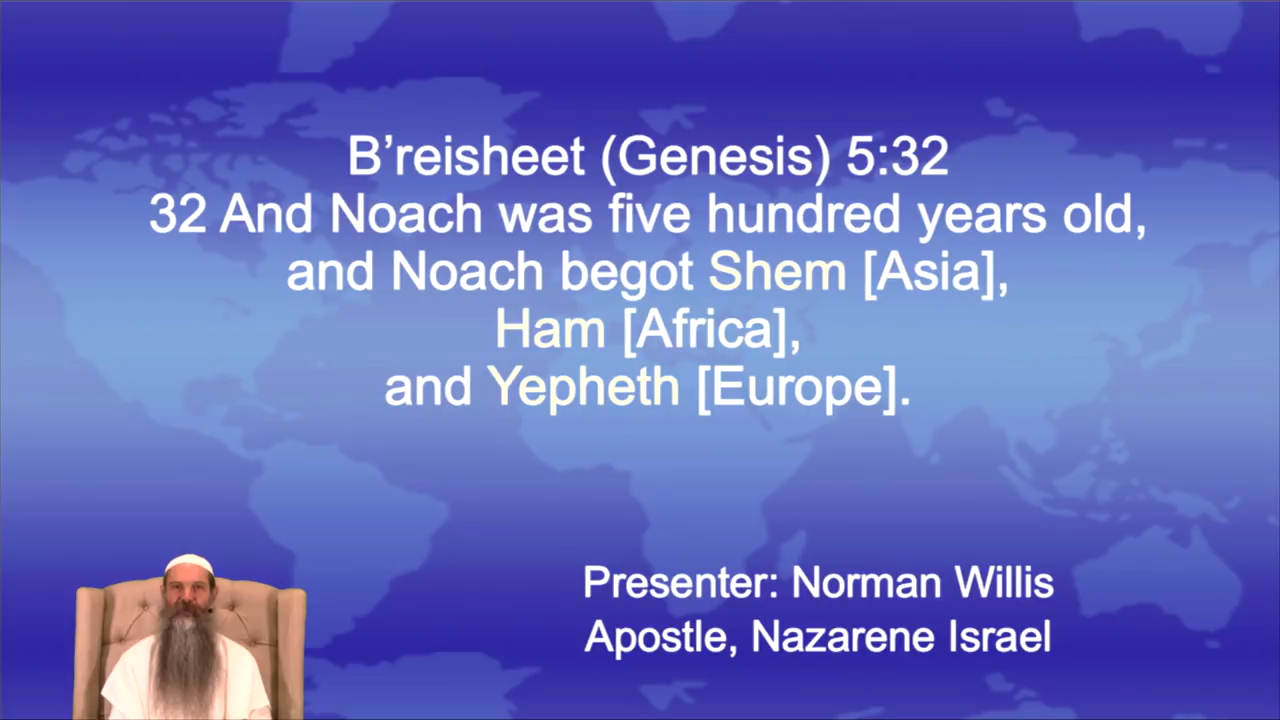 B’reisheet (Genesis) 5:32
32 And Noach was five hundred years old,
and Noach begot Shem [Asia],
Ham [Africa],
and Yepheth [Europe].
Presenter: Norman Willis
Apostle, Nazarene Israel